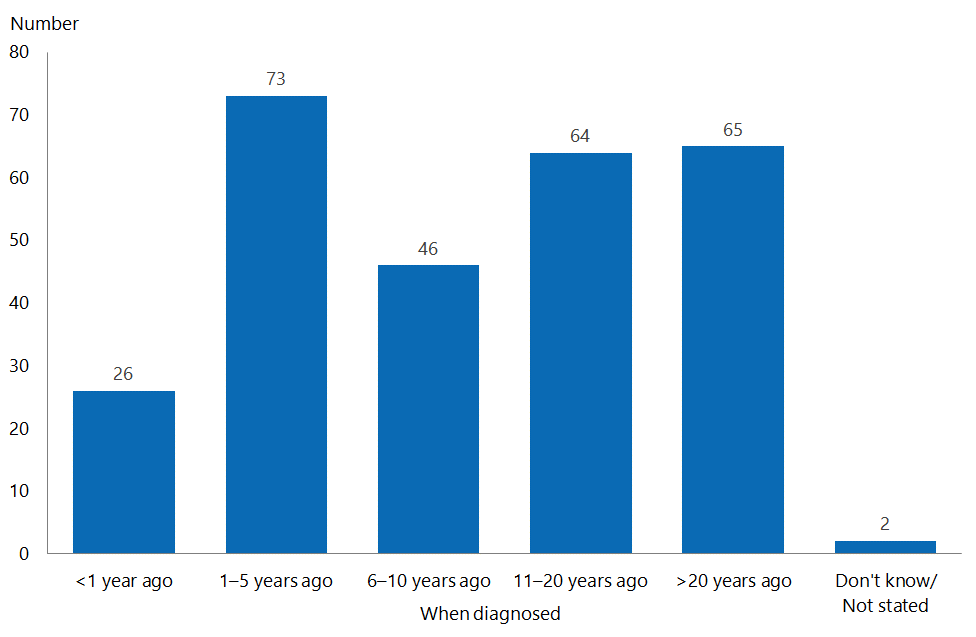 Number
80
70
60
50
40
30
20
10
0
26
73
46
64
65
2
<1 year ago
1–5 years ago
6–10 years ago
11–20 years ago
>20 years ago
Don't know/
Not stated
When diagnosed